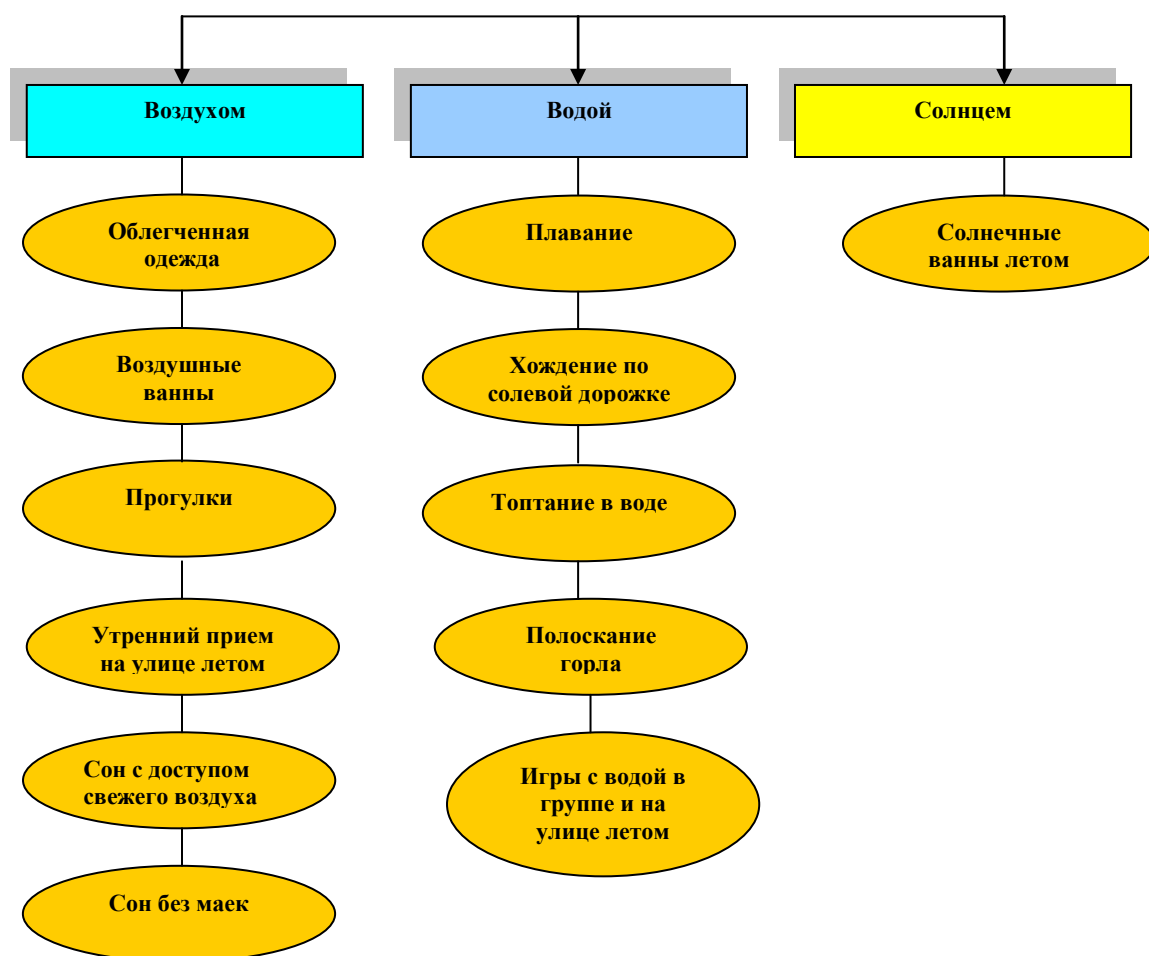 Воздухом
Водой
Солнцем
Облегченная
одежда
Воздушные
ванны
Прогулки
Утренний прием
на улице летом
Сон с доступом
свежего воздуха
Сон без маек
Плавание
Хождение по
солевой дорожке
Топтание в воде
Полоскание
горла
Игры с водой в
группе и на
улице летом
Солнечные
ванны летом